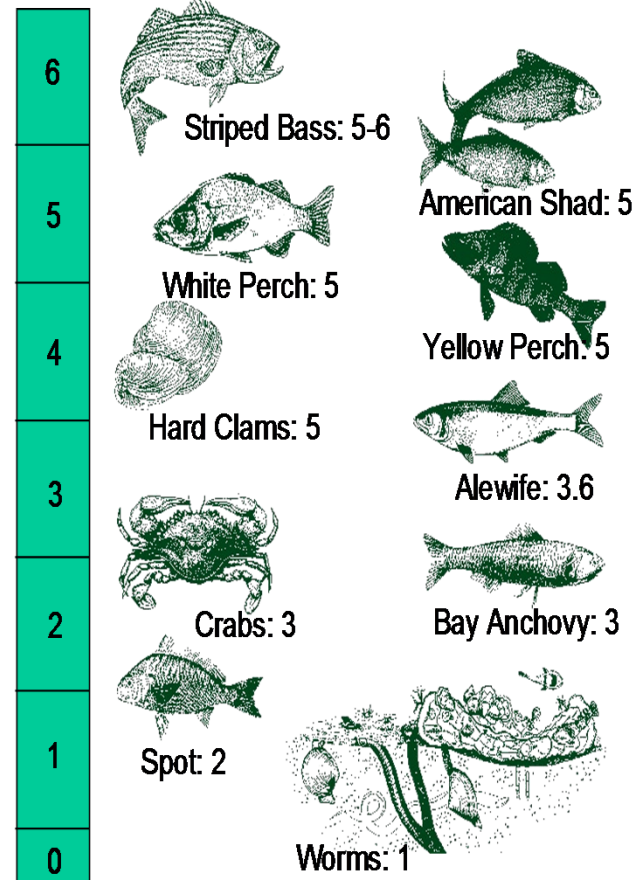 6
Striped Bass: 5-6
American Shad: 5
5
White Perch: 5
Yellow Perch: 5
4
Hard Clams: 5
Alewife: 3.6
3
Crabs: 3
Bay Anchovy: 3
2
Spot: 2
1
Worms: 1
0